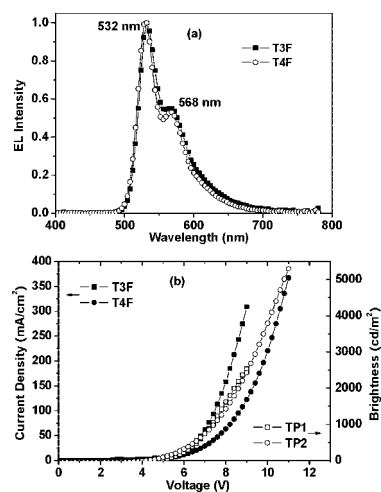 532 nm
(a)
T3F
T4F
568 nm
EL Intensity
1.0
0.8
0.6
0.4
0.2
0.0
400 500 600 700 800
Wavelength (nm)
(b)
T3F
T4F
TP1
TP2
Current Density (mA/cm²)
400
350
300
250
200
150
100
50
0
Brightness (cd/m²)
5000
4000
3000
2000
1000
0
0 2 4 6 8 10 12
Voltage (V)